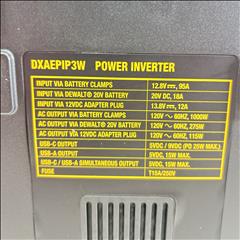 DXAEPIP3W POWER INVERTER
INPUT VIA BATTERY CLAMPS 12.8V⎓, 95A
INPUT VIA DEWALT® 20V BATTERY 20V DC, 18A
INPUT VIA 12VDC ADAPTER PLUG 13.8V⎓, 12A
AC OUTPUT VIA BATTERY CLAMPS 120V ~ 60HZ, 1000W
AC OUTPUT VIA DEWALT® 20V BATTERY 120V ~ 60HZ, 275W
AC OUTPUT VIA 12VDC ADAPTER PLUG 120V ~ 60HZ, 115W
USB-C OUTPUT 5VDC / 9VDC (PD 25W MAX.)
USB-A OUTPUT 5VDC, 15W MAX.
USB-C / USB-A SIMULTANEOUS OUTPUT 5VDC, 15W MAX.
FUSE T15A/250V